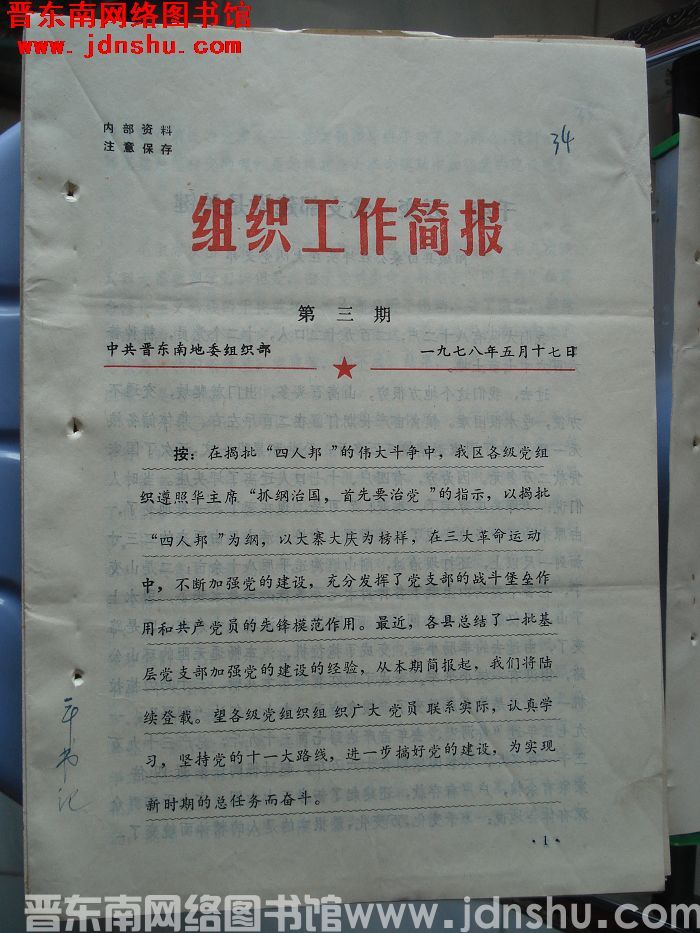 晋东南网络图书馆
www.jdnshu.com
内部资料
注意保存
34
组织工作简报
第三期
中共晋东南地委组织部
一九七八年五月十七日
按：在揭批“四人邦”的伟大斗争中，我区各级党组
织遵照华主席“抓纲治国，首先要治党”的指示，以揭批
“四人邦”为纲，以大寨大庆为榜样，在三大革命运动
中，不断加强党的建设，充分发挥了党支部的战斗堡垒作
用和共产党员的先锋模范作用。最近，各县总结了一批基
层党支部加强党的建设的经验，从本期简报起，我们将陆
续登载。望各级党组织组织广大党员联系实际，认真学
习，坚持党的十一大路线，进一步搞好党的建设，为实现
新时期的总任务而奋斗。
书记
·1·
晋东南网络图书馆www.jdnshu.com